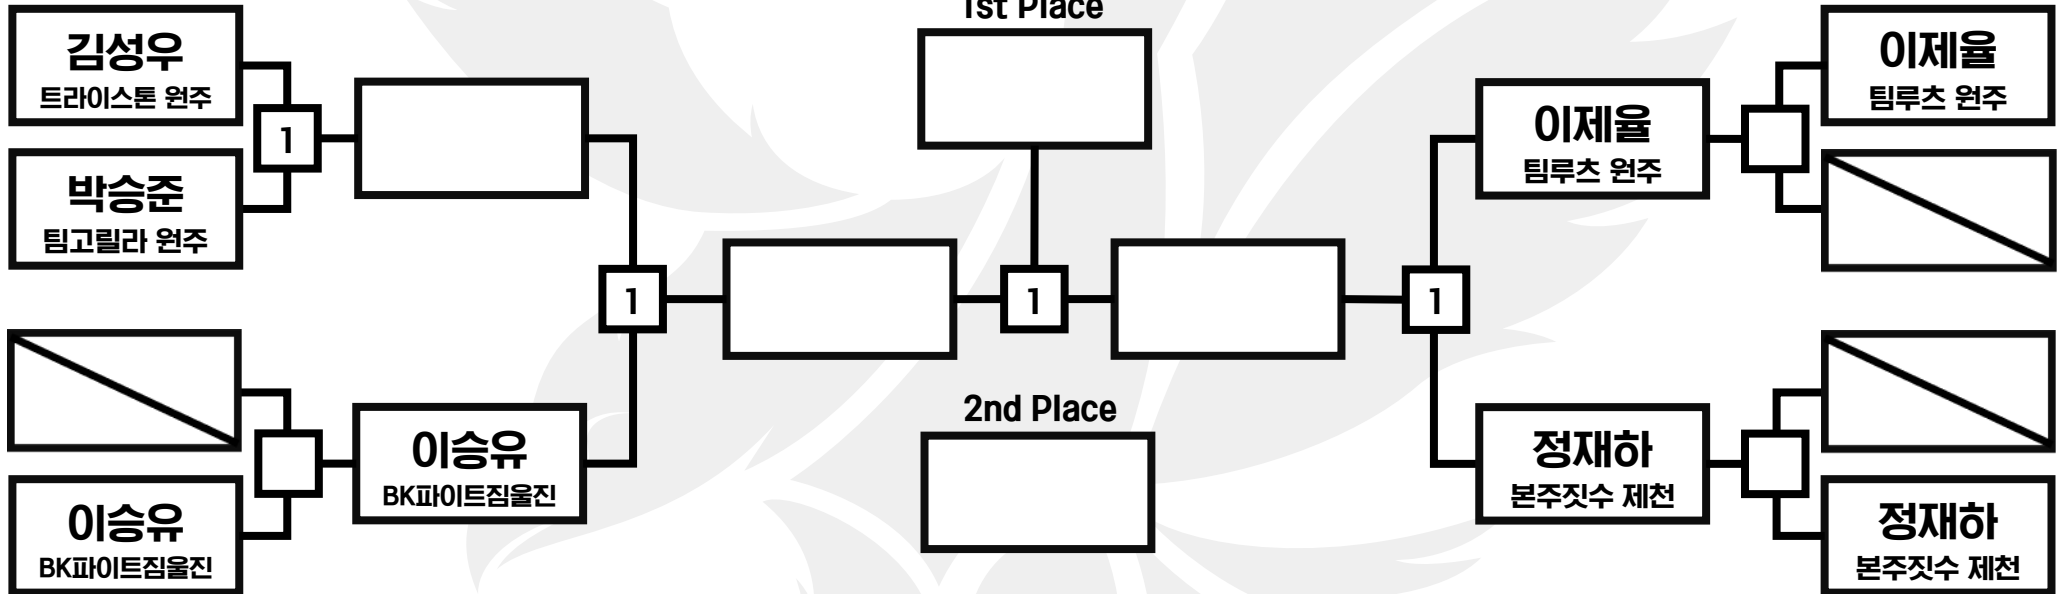 1st Place
김성우
트라이스톤 원주
1
박승준
팀고릴라 원주
이승유
BK파이트짐울진
이승유
BK파이트짐울진
1
1
2nd Place
1
이제율
팀루츠 원주
이제율
팀루츠 원주
정재하
본주짓수 제천
정재하
본주짓수 제천